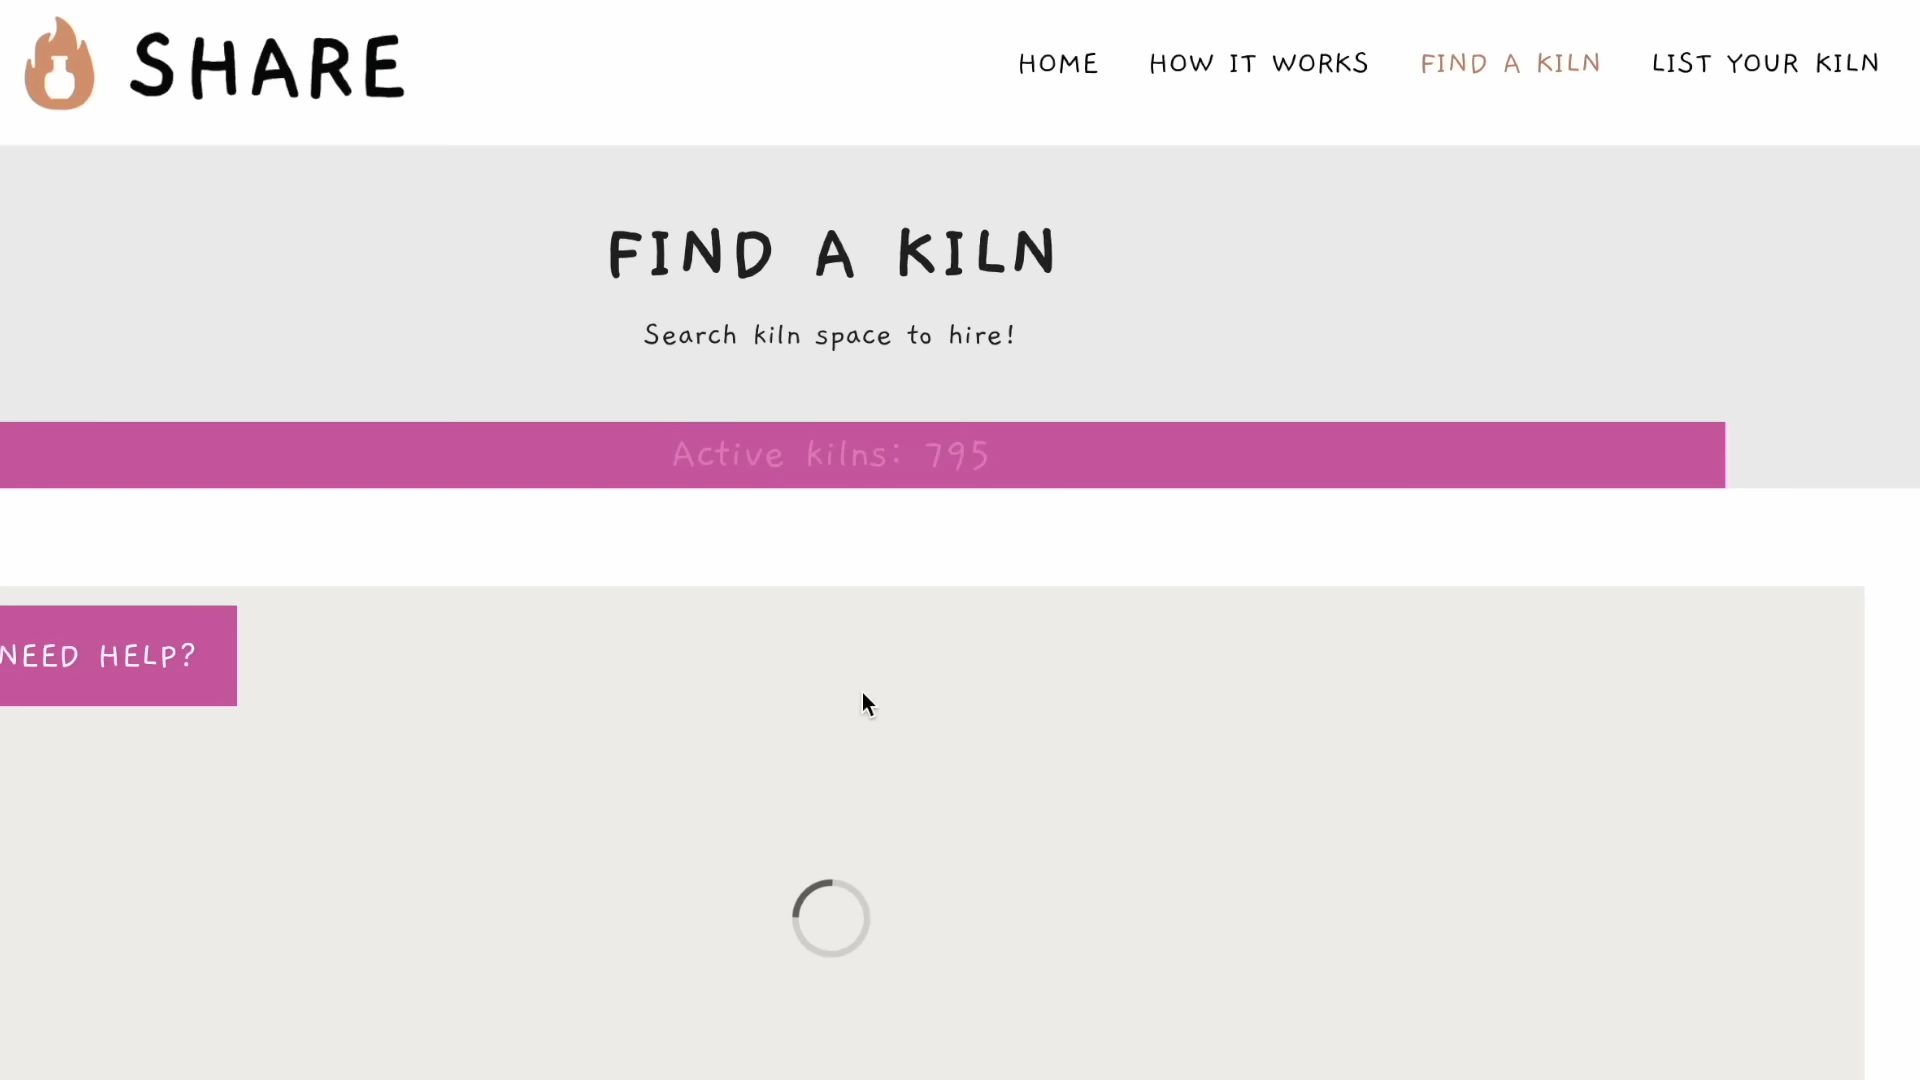 SHARE
HOME HOW IT WORKS FIND A KILN LIST YOUR KILN
FIND A KILN
Search kiln space to hire!
Active kilns: 795
NEED HELP?